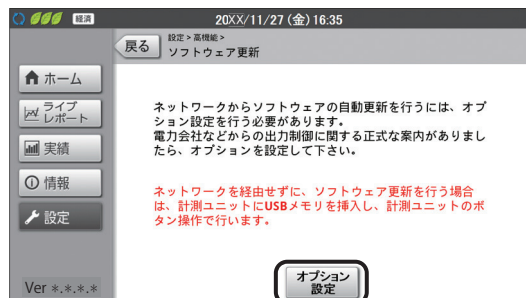 経済
20XX/11/27(金)16:35
戻る
設定>高機能>
ソフトウェア更新
ホーム
ライブ
レポート
実績
情報
設定
ネットワークからソフトウェアの自動更新を行うには、オプ
ション設定を行う必要があります。
電力会社などからの出力制御に関する正式な案内がありまし
たら、オプションを設定して下さい。
ネットワークを経由せずに、ソフトウェア更新を行う場合
は、計測ユニットにUSBメモリを挿入し、計測ユニットのボ
タン操作で行います。
オプション
設定
Ver *.*.*.*